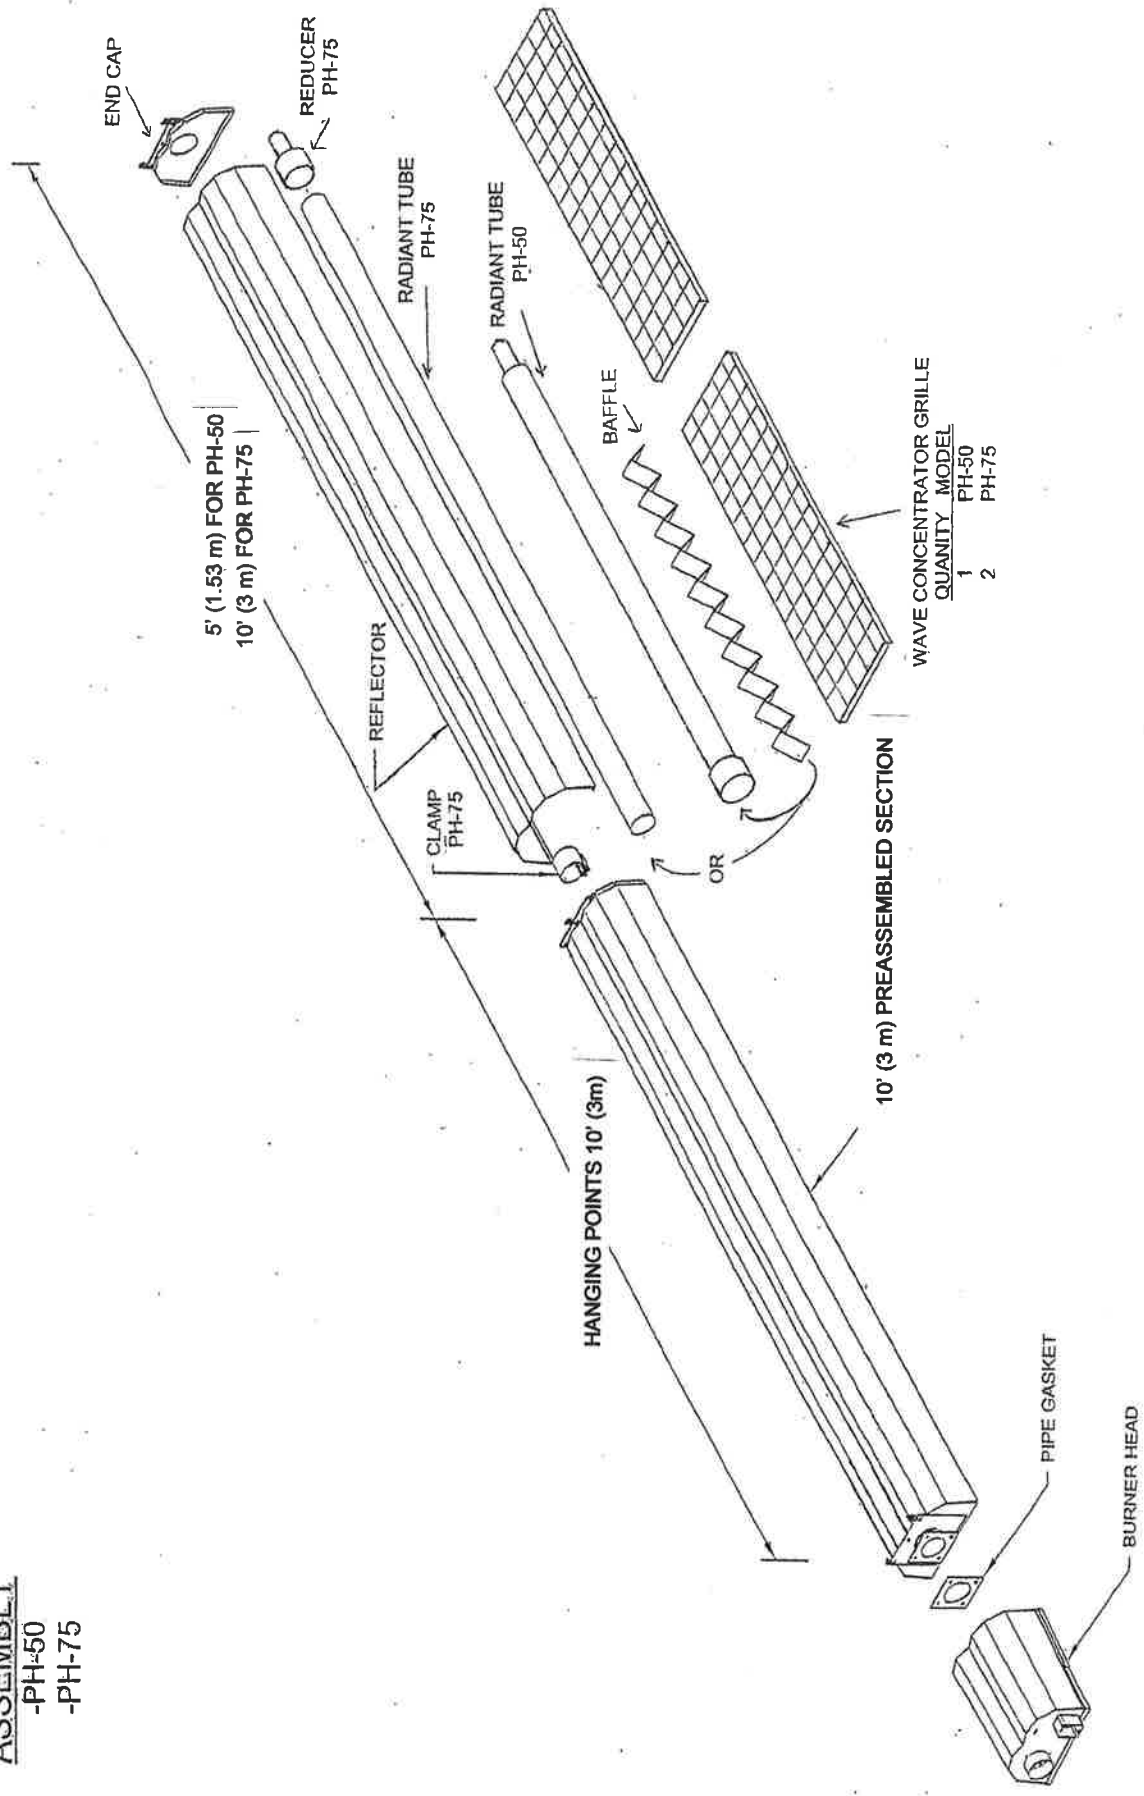 ASSEMBLY
-PH-50
-PH-75
END CAP
REDUCER
PH-75
RADIANT TUBE
PH-75
RADIANT TUBE
PH-50
BAFFLE
5' (1.53 m) FOR PH-50
10' (3 m) FOR PH-75
REFLECTOR
CLAMP
PH-75
OR
WAVE CONCENTRATOR GRILLE
QUANITY MODEL
1 PH-50
2 PH-75
HANGING POINTS 10' (3m)
10' (3 m) PREASSEMBLED SECTION
PIPE GASKET
BURNER HEAD